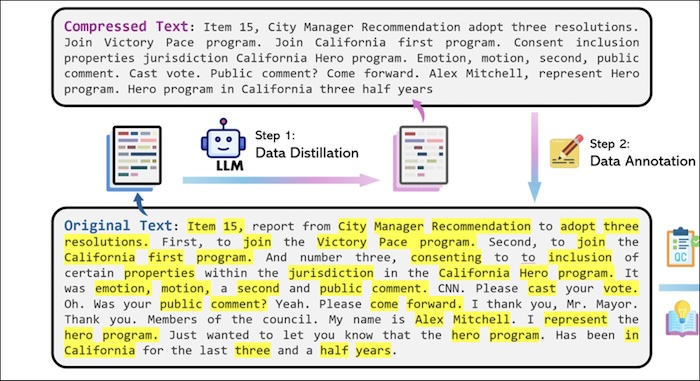 Compressed Text: Item 15, City Manager Recommendation adopt three resolutions.
Join Victory Pace program. Join California first program. Consent inclusion
properties jurisdiction California Hero program. Emotion, motion, second, public
comment. Cast vote. Public comment? Come forward. Alex Mitchell, represent Hero
program. Hero program in California three half years
LLM
Step 1:
Data Distillation
Step 2:
Data Annotation
Original Text: Item 15, report from City Manager Recommendation to adopt three
resolutions. First, to join the Victory Pace program. Second, to join the
California first program. And number three, consenting to to inclusion of
certain properties within the jurisdiction in the California Hero program. It
was emotion, motion, a second and public comment. CNN. Please cast your vote.
Oh. Was your public comment? Yeah. Please come forward. I thank you, Mr. Mayor.
Thank you. Members of the council. My name is Alex Mitchell. I represent the
hero program. Just wanted to let you know that the hero program. Has been in
California for the last three and a half years.
QC